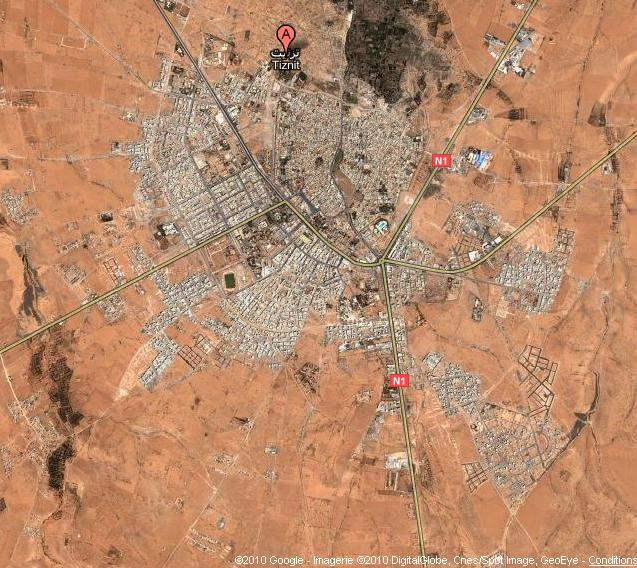 A
تزنيت
Tiznit
N1
N1
©2010 Google - Imagerie ©2010 DigitalGlobe, Cnes/Spot Image, GeoEye - Conditions